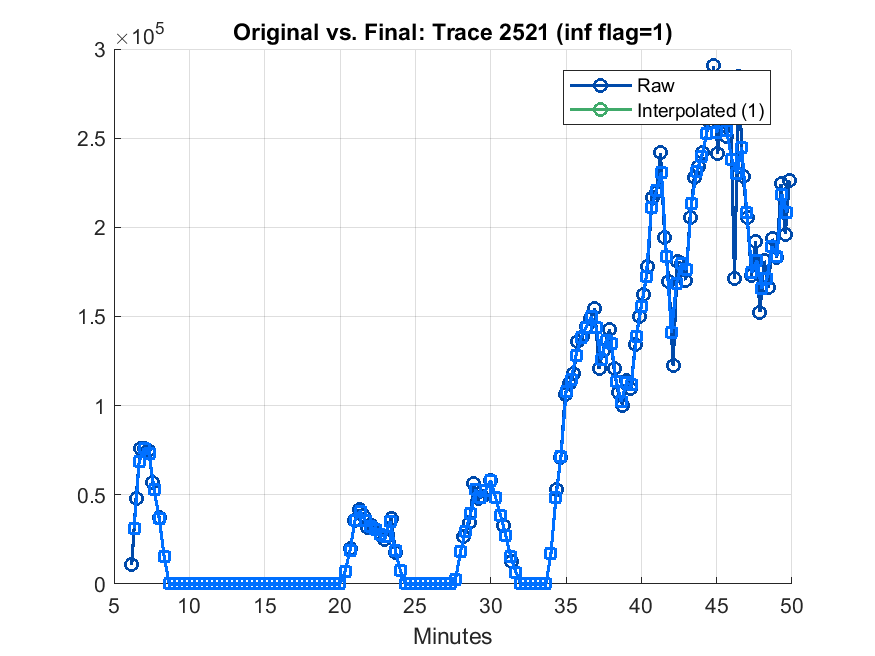 Original vs. Final: Trace 2521 (inf flag=1)
×10^5
3
2.5
2
1.5
1
0.5
0
Raw
Interpolated (1)
5 10 15 20 25 30 35 40 45 50
Minutes